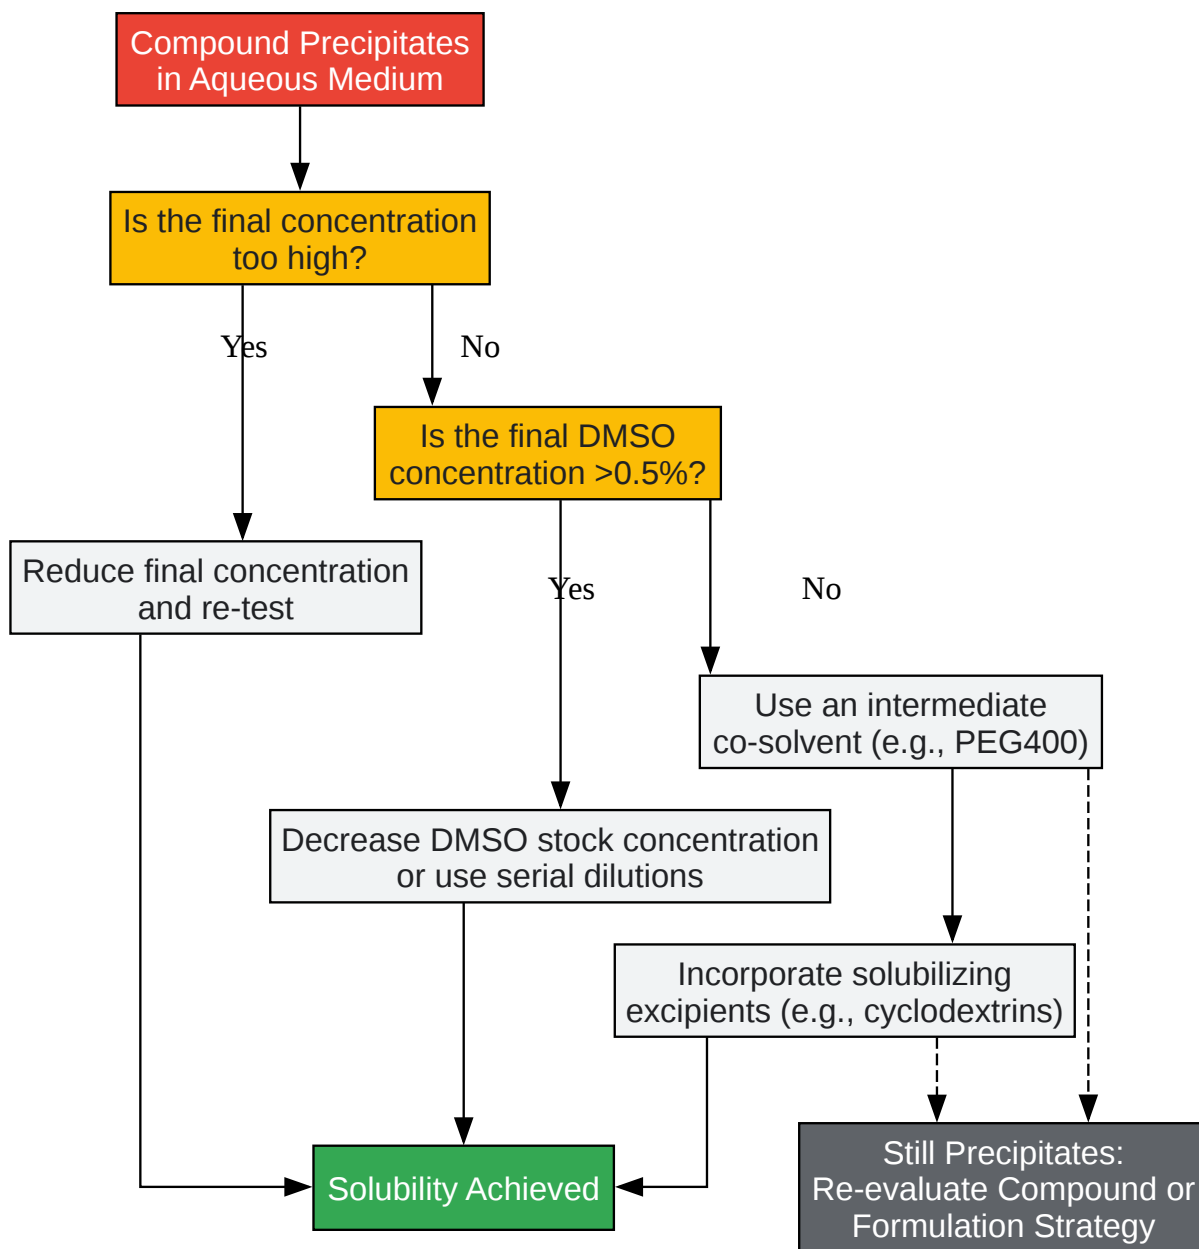 Compound Precipitates
in Aqueous Medium
Is the final concentration
too high?
Yes
No
Is the final DMSO
concentration >0.5%?
Reduce final concentration
and re-test
Yes
No
Use an intermediate
co-solvent (e.g., PEG400)
Decrease DMSO stock concentration
or use serial dilutions
Incorporate solubilizing
excipients (e.g., cyclodextrins)
Solubility Achieved
Still Precipitates:
Re-evaluate Compound or
Formulation Strategy